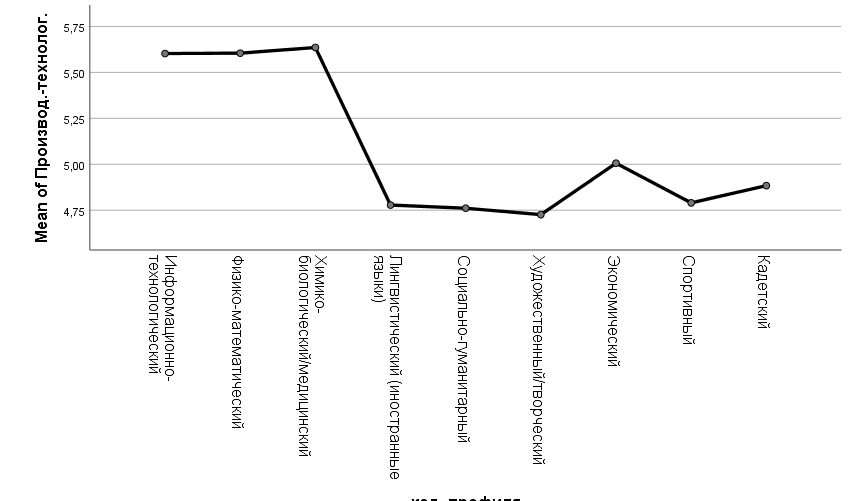 Mean of Производ.-технолог.
5,75
5,50
5,25
5,00
4,75
Информационно-
технологический
Физико-математический
Химико-
биологический/медицинский
Лингвистический (иностранные
языки)
Социально-гуманитарный
Художественный/творческий
Экономический
Спортивный
Кадетский